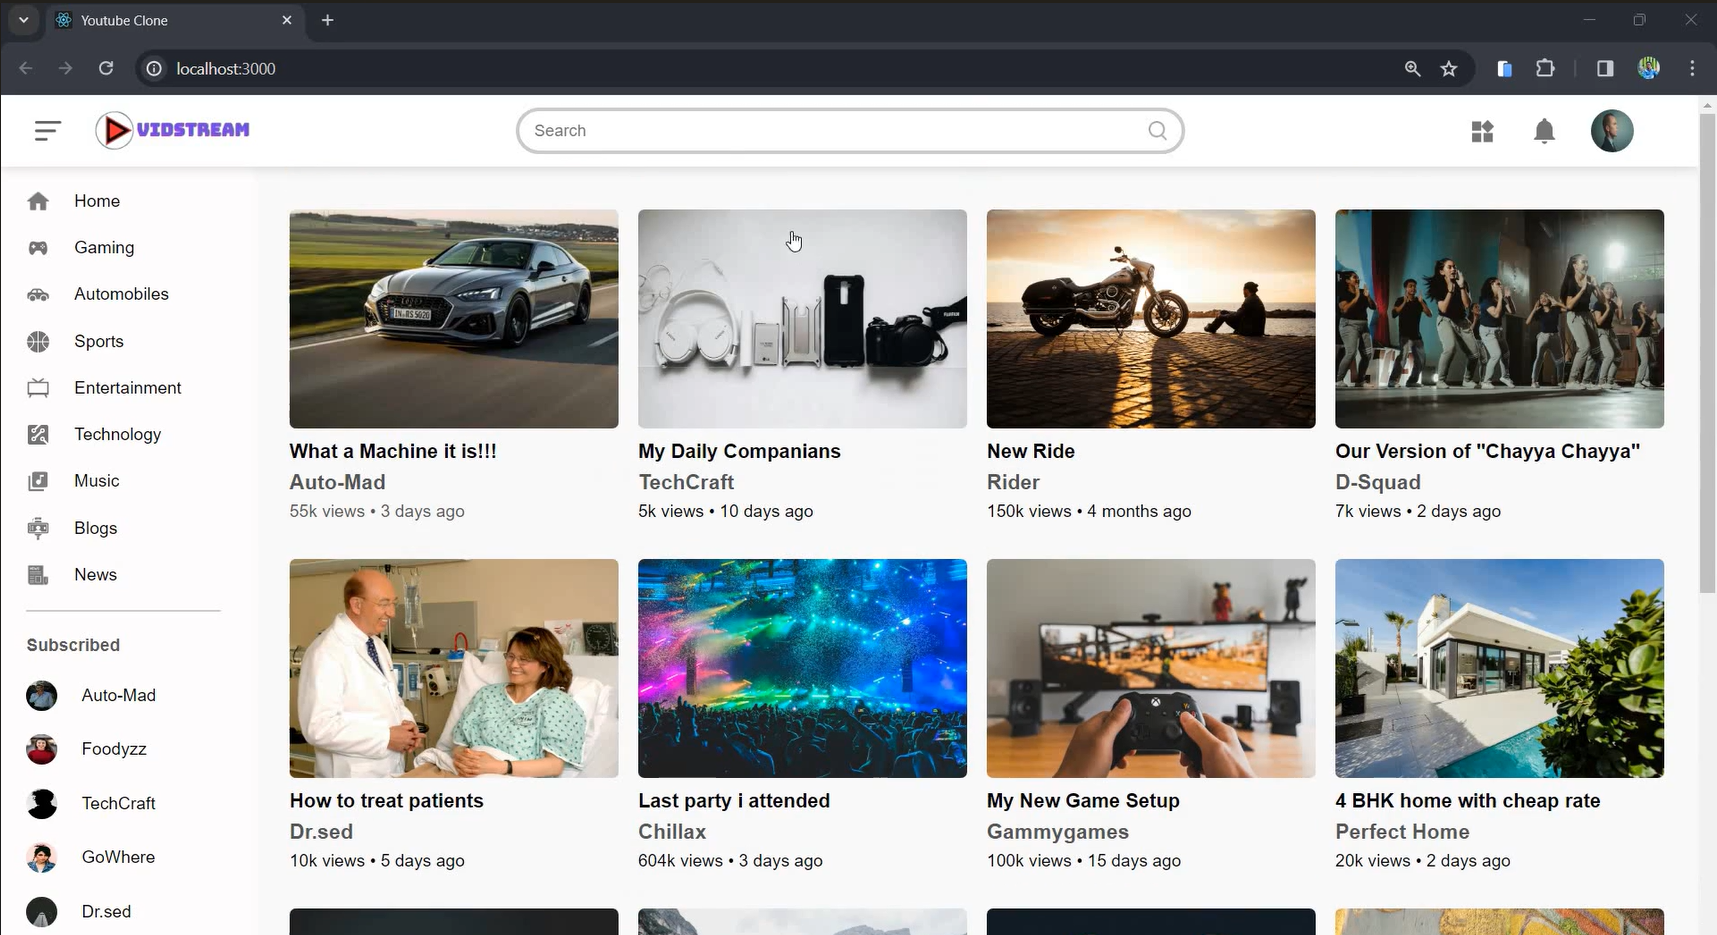 Youtube Clone
localhost:3000
VIDSTREAM
Search
Home
Gaming
Automobiles
Sports
Entertainment
Technology
Music
Blogs
News
Subscribed
Auto-Mad
Foodyzz
TechCraft
GoWhere
Dr.sed
IN·RS 5020
What a Machine it is!!!
Auto-Mad
55k views • 3 days ago
My Daily Companians
TechCraft
5k views • 10 days ago
New Ride
Rider
150k views • 4 months ago
Our Version of "Chayya Chayya"
D-Squad
7k views • 2 days ago
How to treat patients
Dr.sed
10k views • 5 days ago
Last party i attended
Chillax
604k views • 3 days ago
My New Game Setup
Gammygames
100k views • 15 days ago
4 BHK home with cheap rate
Perfect Home
20k views • 2 days ago